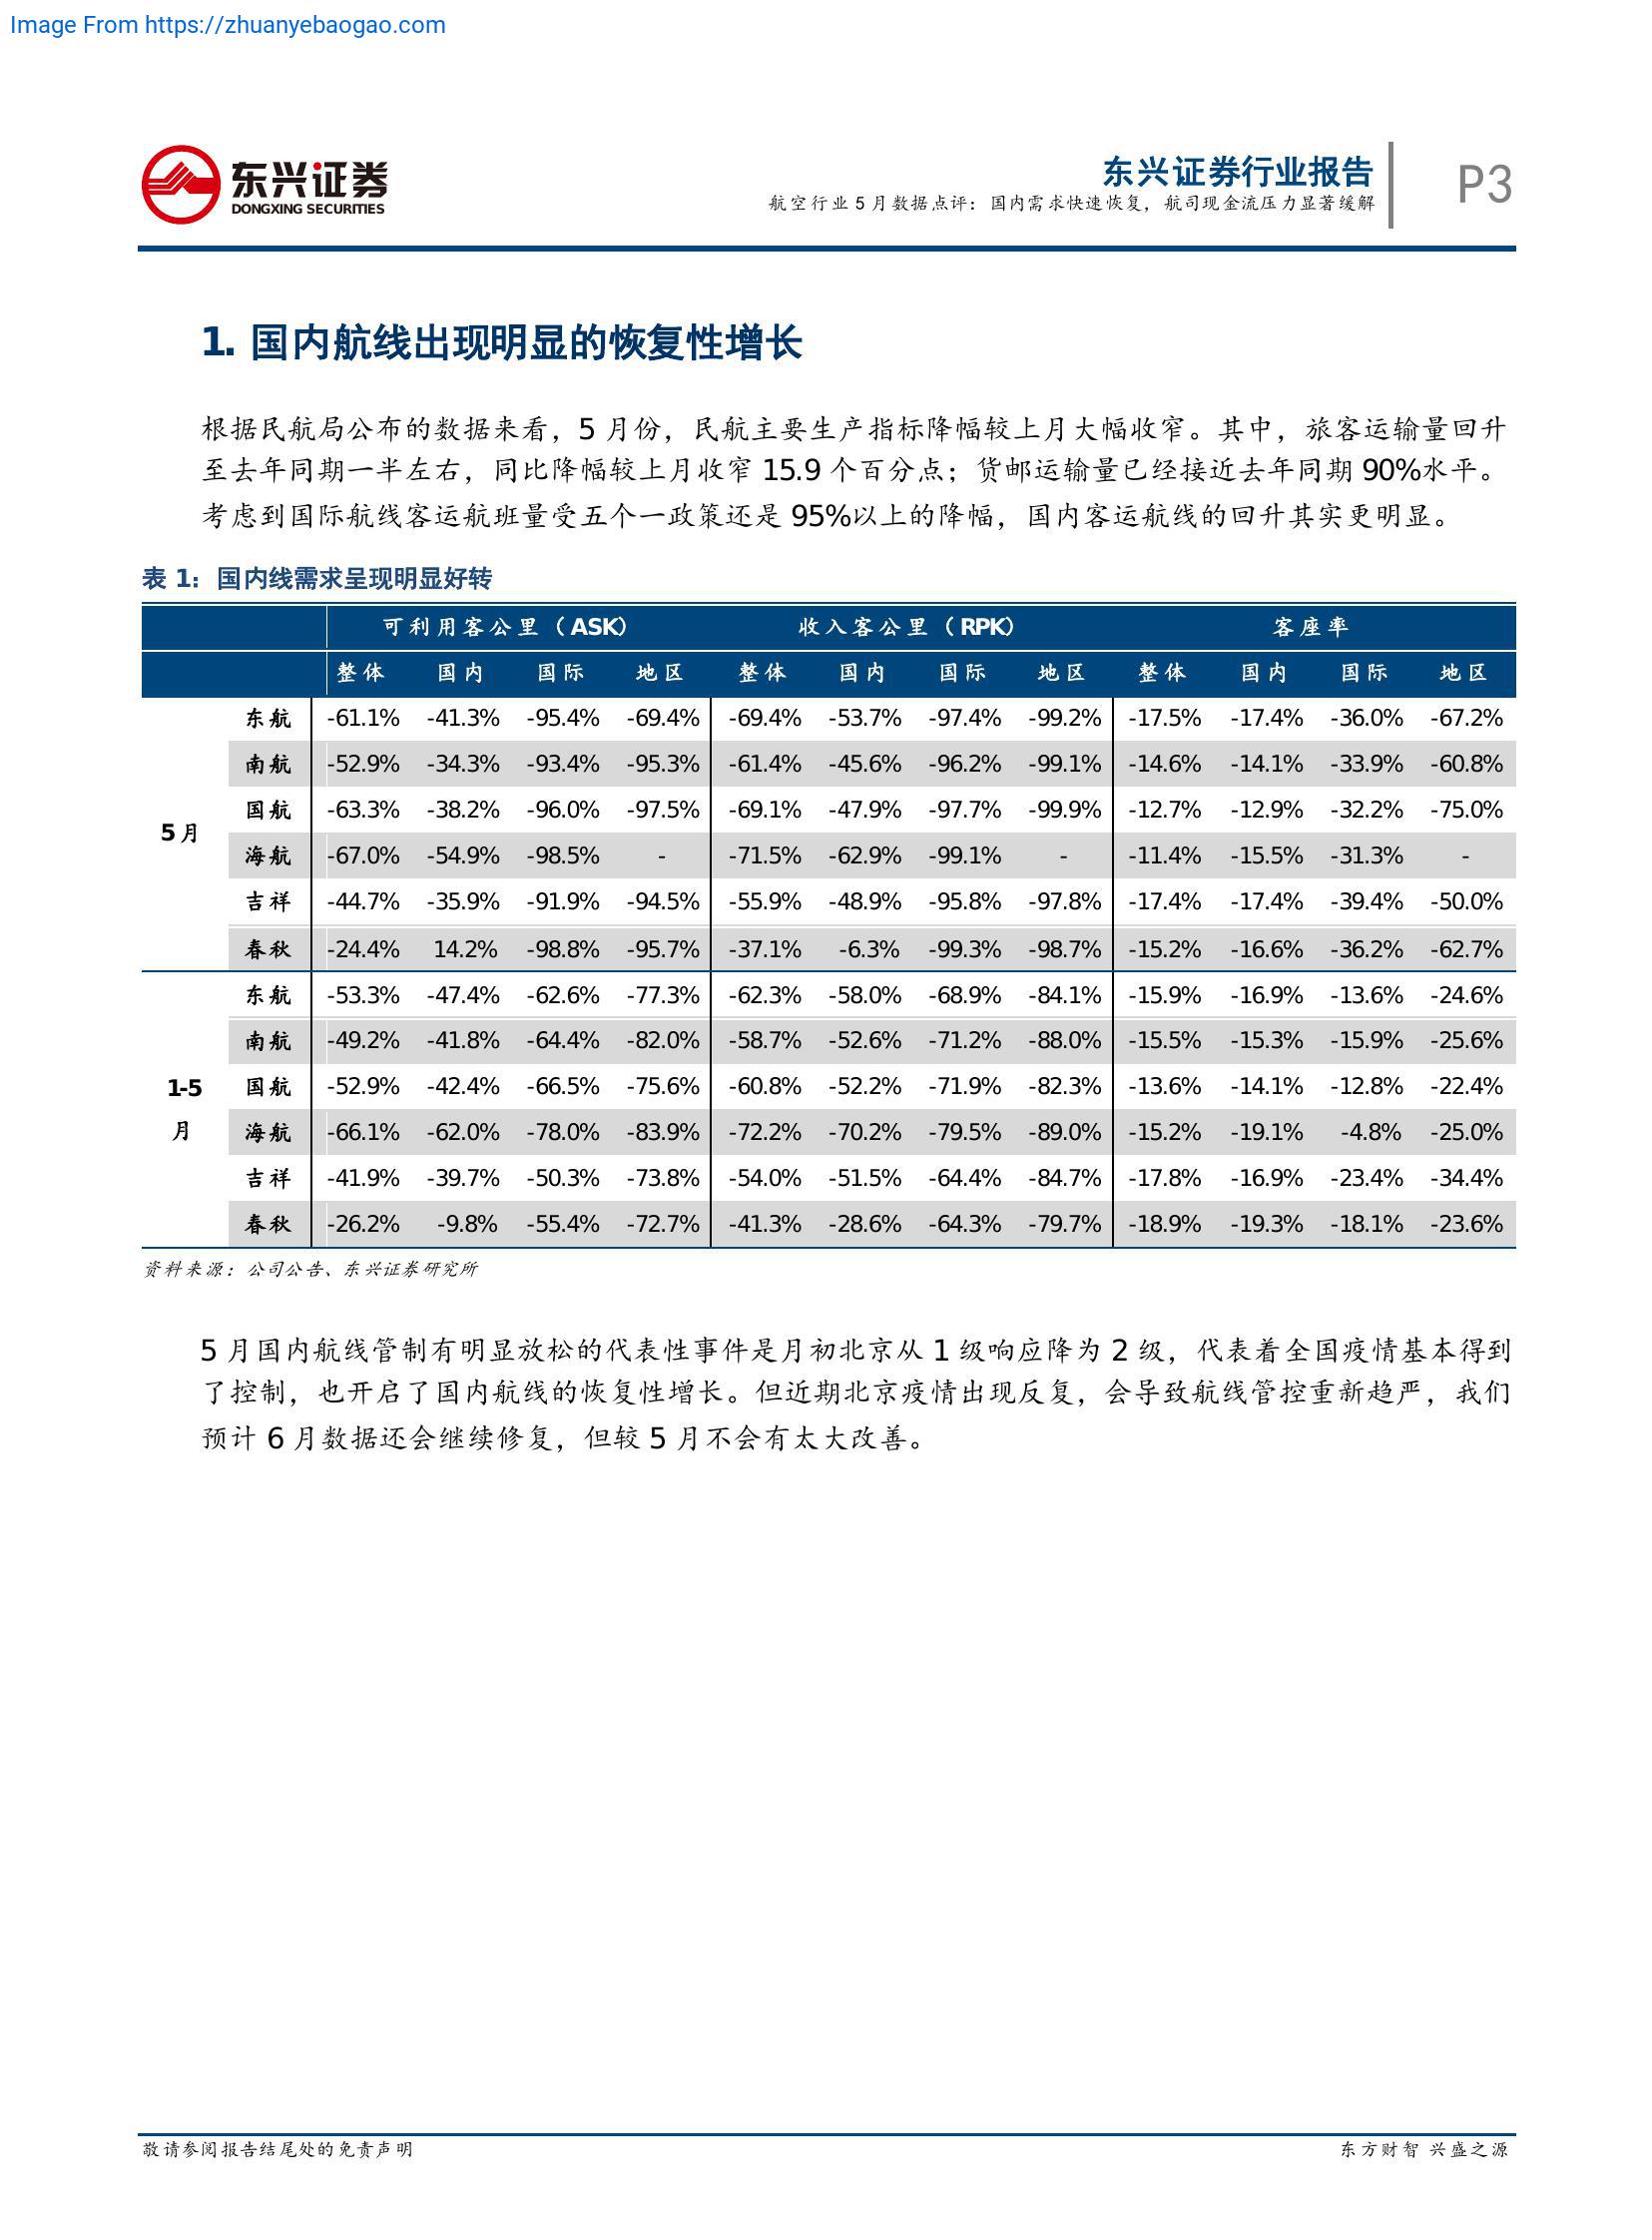 Image From https://zhuanyebaogao.com
东兴证券
DONGXING SECURITIES
东兴证券行业报告
航空行业 5 月数据点评：国内需求快速恢复，航司现金流压力显著缓解
P3
1. 国内航线出现明显的恢复性增长
根据民航局公布的数据来看，5 月份，民航主要生产指标降幅较上月大幅收窄。其中，旅客运输量回升
至去年同期一半左右，同比降幅较上月收窄 15.9 个百分点；货邮运输量已经接近去年同期 90%水平。
考虑到国际航线客运航班量受五个一政策还是 95%以上的降幅，国内客运航线的回升其实更明显。
表 1：国内线需求呈现明显好转
可利用客公里（ASK） 收入客公里（RPK） 客座率
整体 国内 国际 地区 整体 国内 国际 地区 整体 国内 国际 地区
5 月
东航 -61.1% -41.3% -95.4% -69.4% -69.4% -53.7% -97.4% -99.2% -17.5% -17.4% -36.0% -67.2%
南航 -52.9% -34.3% -93.4% -95.3% -61.4% -45.6% -96.2% -99.1% -14.6% -14.1% -33.9% -60.8%
国航 -63.3% -38.2% -96.0% -97.5% -69.1% -47.9% -97.7% -99.9% -12.7% -12.9% -32.2% -75.0%
海航 -67.0% -54.9% -98.5% - -71.5% -62.9% -99.1% - -11.4% -15.5% -31.3% -
吉祥 -44.7% -35.9% -91.9% -94.5% -55.9% -48.9% -95.8% -97.8% -17.4% -17.4% -39.4% -50.0%
春秋 -24.4% 14.2% -98.8% -95.7% -37.1% -6.3% -99.3% -98.7% -15.2% -16.6% -36.2% -62.7%
1-5
月
东航 -53.3% -47.4% -62.6% -77.3% -62.3% -58.0% -68.9% -84.1% -15.9% -16.9% -13.6% -24.6%
南航 -49.2% -41.8% -64.4% -82.0% -58.7% -52.6% -71.2% -88.0% -15.5% -15.3% -15.9% -25.6%
国航 -52.9% -42.4% -66.5% -75.6% -60.8% -52.2% -71.9% -82.3% -13.6% -14.1% -12.8% -22.4%
海航 -66.1% -62.0% -78.0% -83.9% -72.2% -70.2% -79.5% -89.0% -15.2% -19.1% -4.8% -25.0%
吉祥 -41.9% -39.7% -50.3% -73.8% -54.0% -51.5% -64.4% -84.7% -17.8% -16.9% -23.4% -34.4%
春秋 -26.2% -9.8% -55.4% -72.7% -41.3% -28.6% -64.3% -79.7% -18.9% -19.3% -18.1% -23.6%
资料来源：公司公告、东兴证券研究所
5 月国内航线管制有明显放松的代表性事件是月初北京从 1 级响应降为 2 级，代表着全国疫情基本得到
了控制，也开启了国内航线的恢复性增长。但近期北京疫情出现反复，会导致航线管控重新趋严，我们
预计 6 月数据还会继续修复，但较 5 月不会有太大改善。
敬请参阅报告结尾处的免责声明
东方财智 兴盛之源